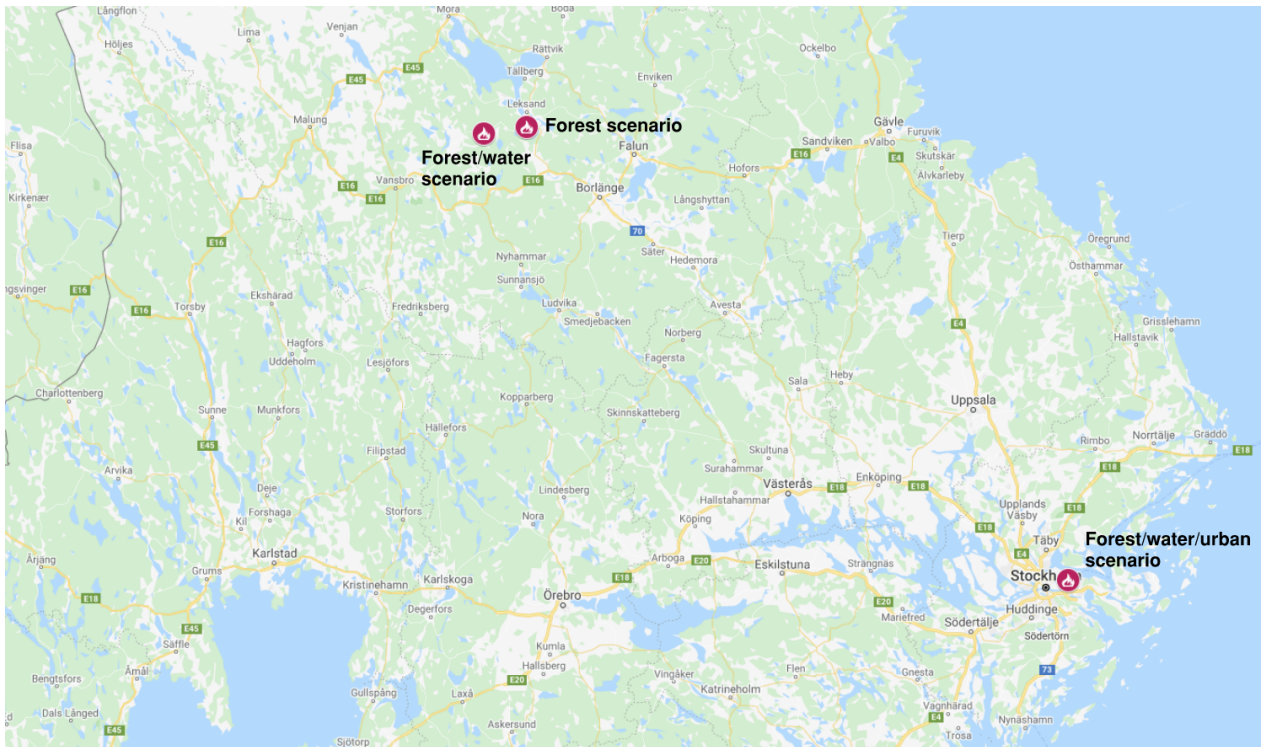 Långflon
Höljes
Lima
Venjan
Mora
Boda
Rättvik
Ockelbo
E45
E45
Tällberg
Enviken
Leksand
Malung
Forest scenario
Gävle
Furuvik
Flisa
Forest/water
scenario
Falun
Sandviken
Valbo
E16
E4
Skutskär
Älvkarleby
Hofors
Vansbro
E16
E16
E16
Borlänge
Kirkenær
Långshyttan
70
E16
Säter
Hedemora
Tierp
Öregrund
Nyhammar
Sunnansjö
Östhammar
E16
Ekshärad
Torsby
E16
Fredriksberg
Ludvika
Smedjebacken
Avesta
Norberg
E4
Grisslehamn
Hallstavik
Hagfors
Uddeholm
Lesjöfors
Fagersta
Charlottenberg
Sala
Heby
Kopparberg
Uppsala
Sunne
Munkfors
Skinnskatteberg
Hällefors
E45
Filipstad
Rimbo
Norrtälje
Gräddö
E18
Skultuna
Surahammar
E18
Arvika
Deje
Lindesberg
Hallstahammar
Västerås
E18
Enköping
E18
Forshaga
Kil
Storfors
Nora
Köping
Upplands
Väsby
E18
E18
Täby
E4
Forest/water/urban
scenario
Årjäng
Karlstad
Grums
Kristinehamn
Karlskoga
Arboga
E20
Eskilstuna
Strängnäs
E18
E18
Örebro
Degerfors
E20
Mariefred
Huddinge
Södertälje
Södertörn
E45
Säffle
Kumla
Hallsberg
E20
Åmål
Bengtsfors
Vingåker
Flen
Katrineholm
Gnesta
73
Gullspång
Laxå
Dals Långed
E45
Askersund
Vagnhärad
E4
Trosa
Nynäshamn
Sjötorp